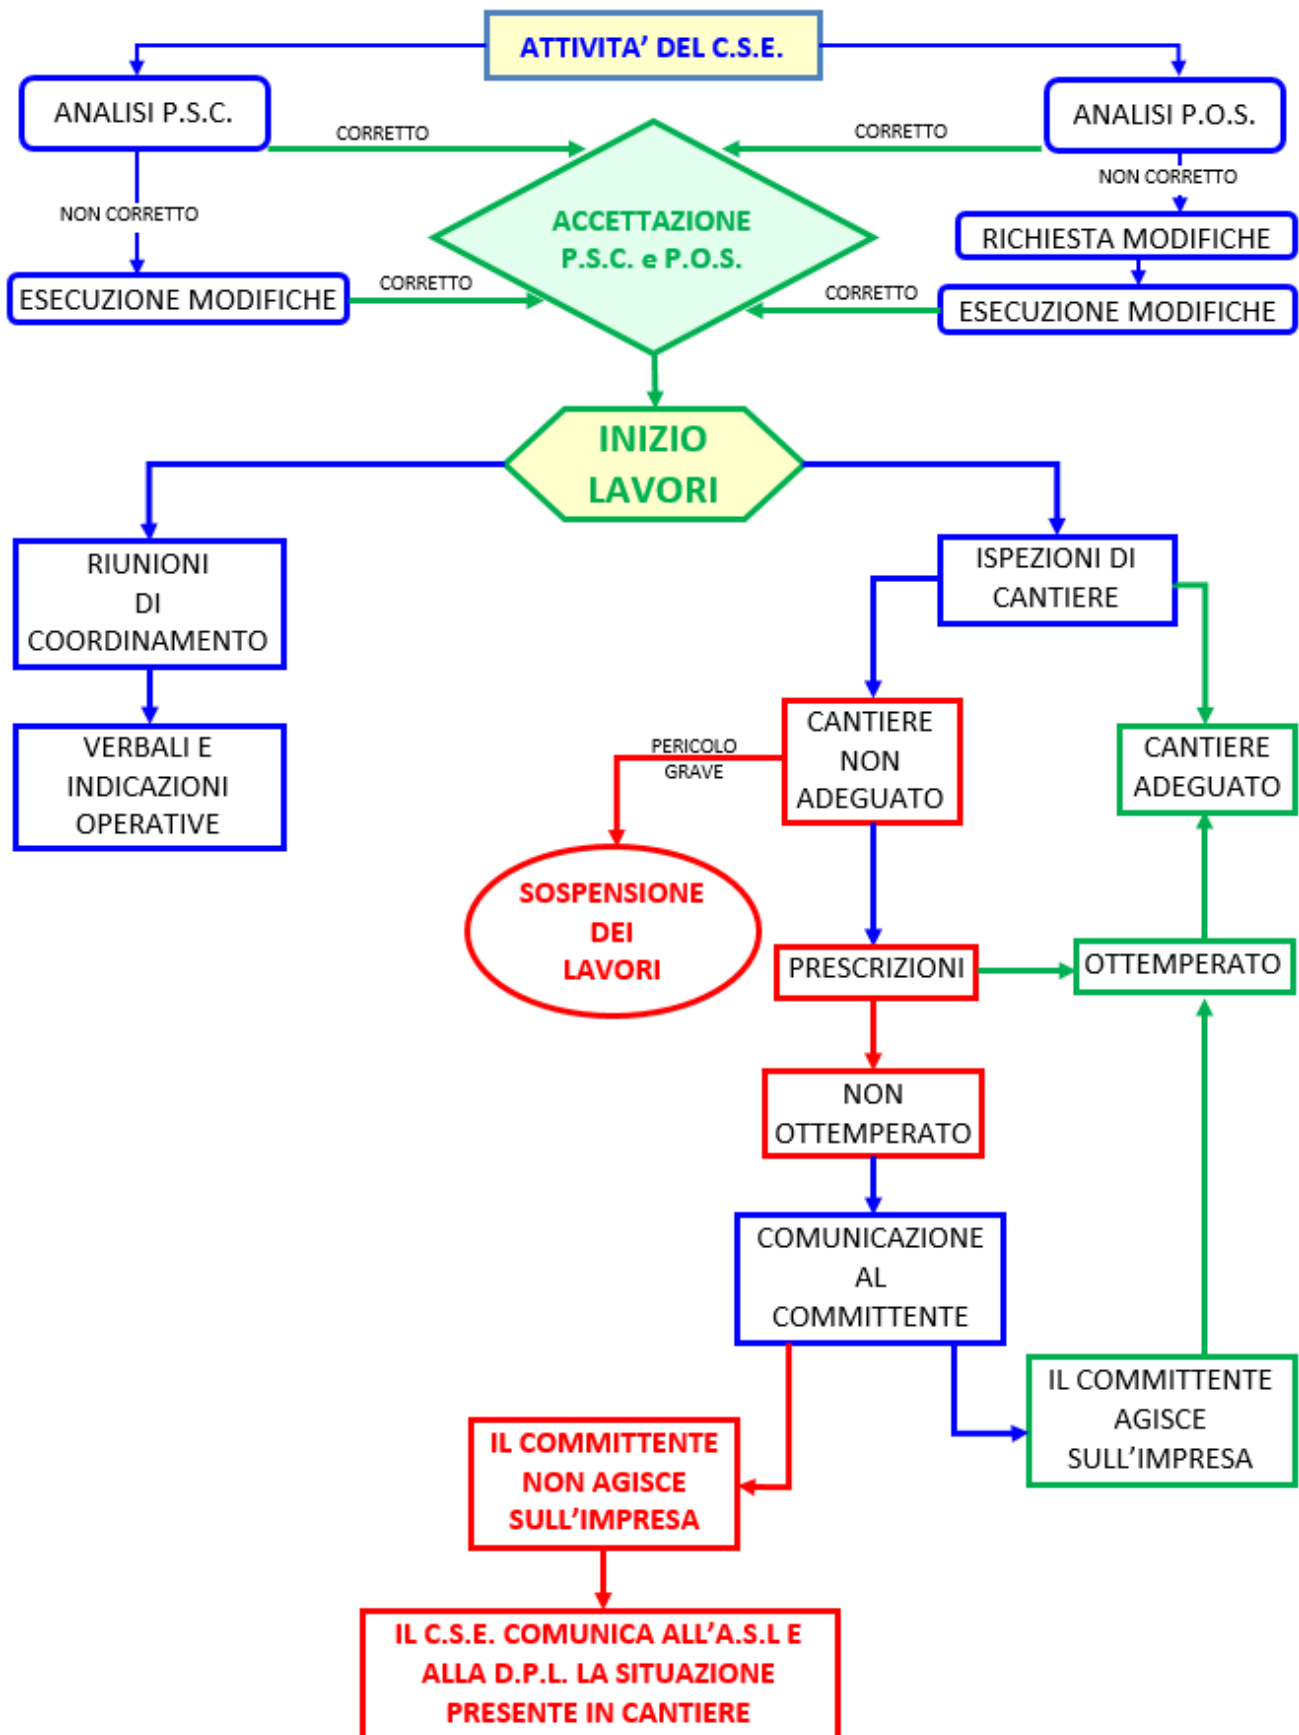 ATTIVITA’ DEL C.S.E.
ANALISI P.S.C.
ANALISI P.O.S.
CORRETTO
CORRETTO
NON CORRETTO
NON CORRETTO
ACCETTAZIONE
P.S.C. e P.O.S.
RICHIESTA MODIFICHE
ESECUZIONE MODIFICHE
CORRETTO
CORRETTO
ESECUZIONE MODIFICHE
INIZIO
LAVORI
RIUNIONI
DI
COORDINAMENTO
ISPEZIONI DI
CANTIERE
VERBALI E
INDICAZIONI
OPERATIVE
PERICOLO
GRAVE
CANTIERE
NON
ADEGUATO
CANTIERE
ADEGUATO
SOSPENSIONE
DEI
LAVORI
PRESCRIZIONI
OTTEMPERATO
NON
OTTEMPERATO
COMUNICAZIONE
AL
COMMITTENTE
IL COMMITTENTE
AGISCE
SULL’IMPRESA
IL COMMITTENTE
NON AGISCE
SULL’IMPRESA
IL C.S.E. COMUNICA ALL’A.S.L E
ALLA D.P.L. LA SITUAZIONE
PRESENTE IN CANTIERE